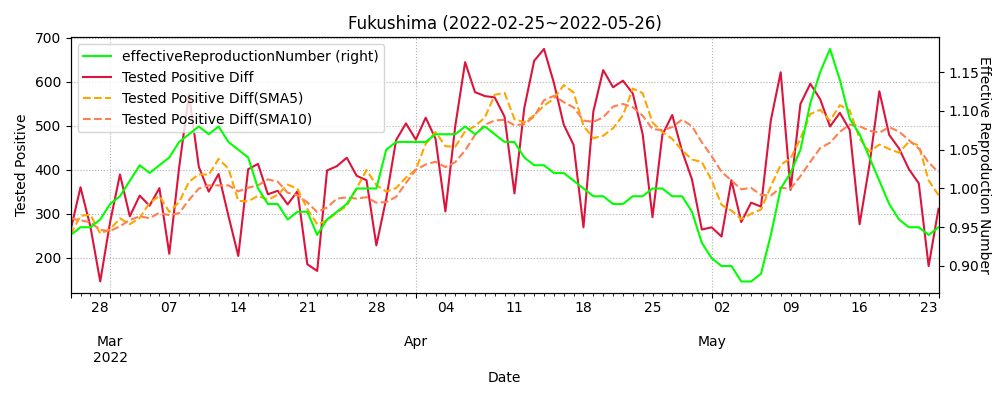 Fukushima (2022-02-25~2022-05-26)
effectiveReproductionNumber (right)
Tested Positive Diff
Tested Positive Diff(SMA5)
Tested Positive Diff(SMA10)
Tested Positive
700
600
500
400
300
200
Effective Reproduction Number
1.15
1.10
1.05
1.00
0.95
0.90
28 07 14 21 28 04 11 18 25 02 09 16 23
Mar Apr May
2022
Date